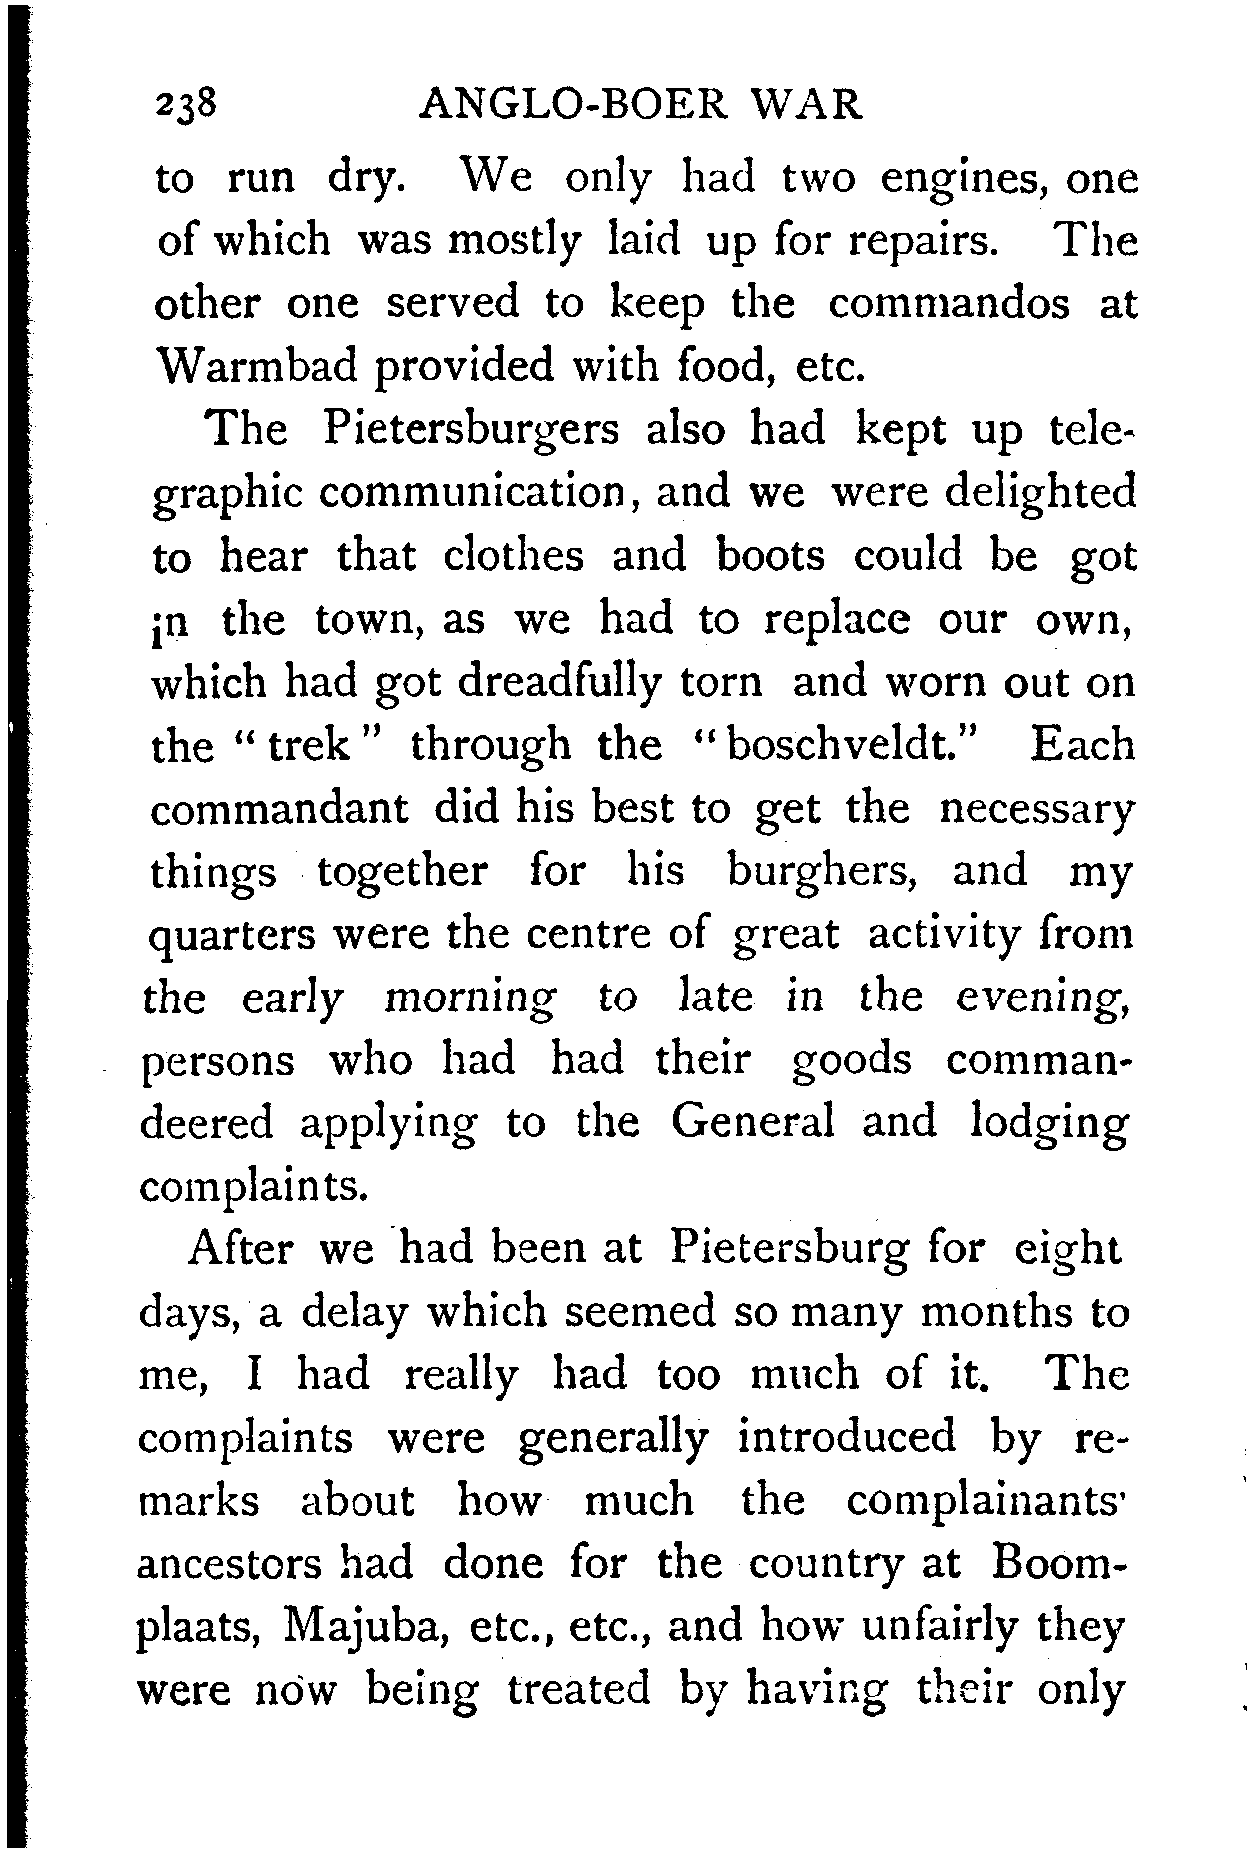 238 ANGLO-BOER WAR
to run dry. We only had two engines, one
of which was mostly laid up for repairs. The
other one served to keep the commandos at
Warmbad provided with food, etc.
The Pietersburgers also had kept up tele-
graphic communication, and we were delighted
to hear that clothes and boots could be got
in the town, as we had to replace our own,
which had got dreadfully torn and worn out on
the " trek " through the " boschveldt." Each
commandant did his best to get the necessary
things together for his burghers, and my
quarters were the centre of great activity from
the early morning to late in the evening,
persons who had had their goods comman-
deered applying to the General and lodging
complaints.
After we had been at Pietersburg for eight
days, a delay which seemed so many months to
me, I had really had too much of it. The
complaints were generally introduced by re-
marks about how much the complainants'
ancestors had done for the country at Boom-
plaats, Majuba, etc., etc., and how unfairly they
were now being treated by having their only